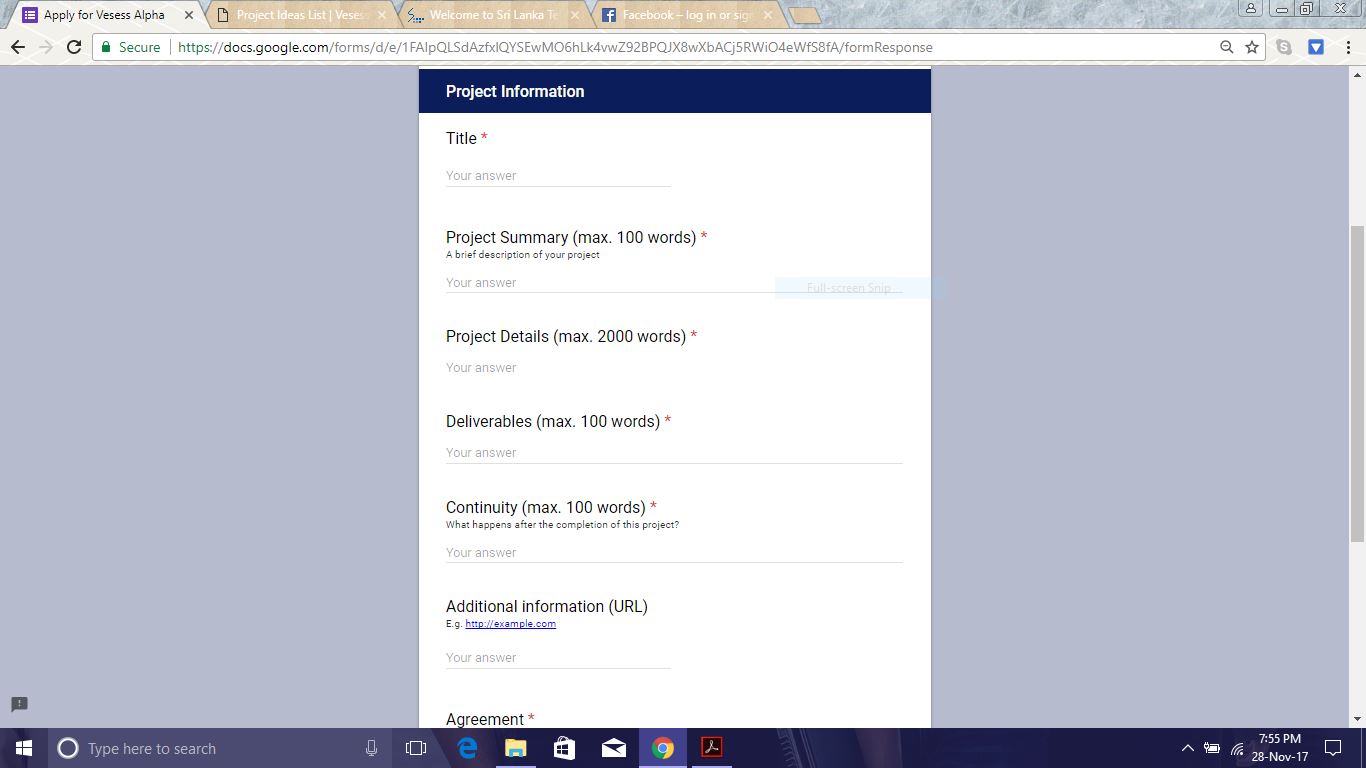 Apply for Vesess Alpha
Project Ideas List | Veses
Welcome to Sri Lanka Te
Facebook – log in or sig
Secure
https://docs.google.com/forms/d/e/1FAIpQLSdAzfxlQYSEwMO6hLk4vwZ92BPQJX8wXbACj5RWiO4eWfS8fA/formResponse
Project Information
Title *
Your answer
Project Summary (max. 100 words) *
A brief description of your project
Your answer
Full-screen Snip
Project Details (max. 2000 words) *
Your answer
Deliverables (max. 100 words) *
Your answer
Continuity (max. 100 words) *
What happens after the completion of this project?
Your answer
Additional information (URL)
E.g. http://example.com
Your answer
Agreement *
Type here to search
7:55 PM
28-Nov-17